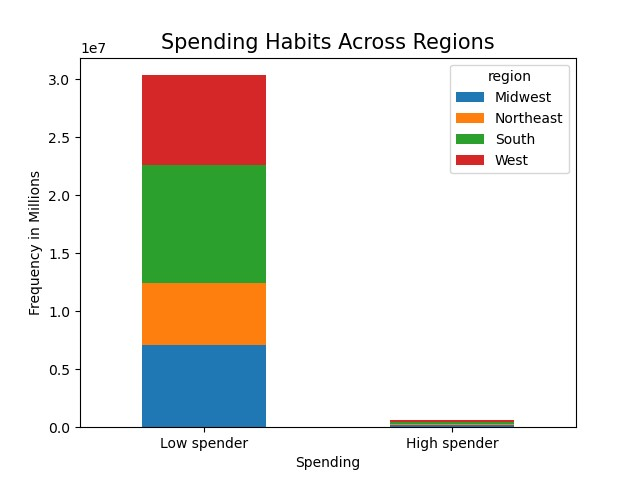 Spending Habits Across Regions
1e7
3.0
2.5
2.0
1.5
1.0
0.5
0.0
Frequency in Millions
region
Midwest
Northeast
South
West
Low spender
High spender
Spending